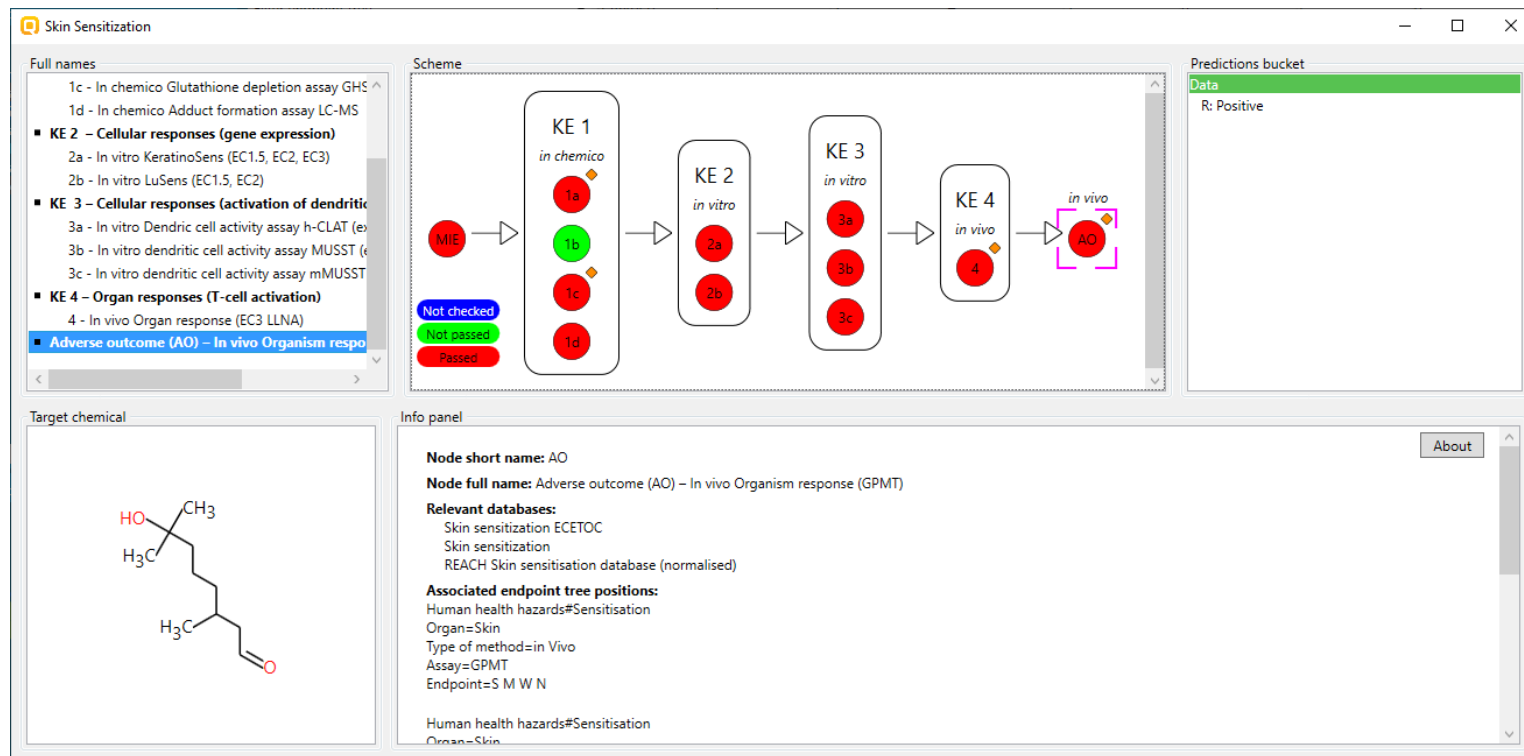 Skin Sensitization
Full names
1c - In chemico Glutathione depletion assay GHS
1d - In chemico Adduct formation assay LC-MS
KE 2 – Cellular responses (gene expression)
2a - In vitro KeratinoSens (EC1.5, EC2, EC3)
2b - In vitro LuSens (EC1.5, EC2)
KE 3 – Cellular responses (activation of dendritic
3a - In vitro Dendric cell activity assay h-CLAT (ex
3b - In vitro dendritic cell activity assay MUSST (e
3c - In vitro dendritic cell activity assay mMUSST
KE 4 – Organ responses (T-cell activation)
4 - In vivo Organ response (EC3 LLNA)
Adverse outcome (AO) – In vivo Organism respo
Scheme
MIE
KE 1
in chemico
1a
1b
1c
1d
KE 2
in vitro
2a
2b
KE 3
in vitro
3a
3b
3c
KE 4
in vivo
4
in vivo
AO
Not checked
Not passed
Passed
Predictions bucket
Data
R: Positive
Target chemical
HO
CH3
H3C
H3C
O
Info panel
About
Node short name: AO
Node full name: Adverse outcome (AO) – In vivo Organism response (GPMT)
Relevant databases:
Skin sensitization ECETOC
Skin sensitization
REACH Skin sensitisation database (normalised)
Associated endpoint tree positions:
Human health hazards#Sensitisation
Organ=Skin
Type of method=in Vivo
Assay=GPMT
Endpoint=S M W N
Human health hazards#Sensitisation
Organ=Skin